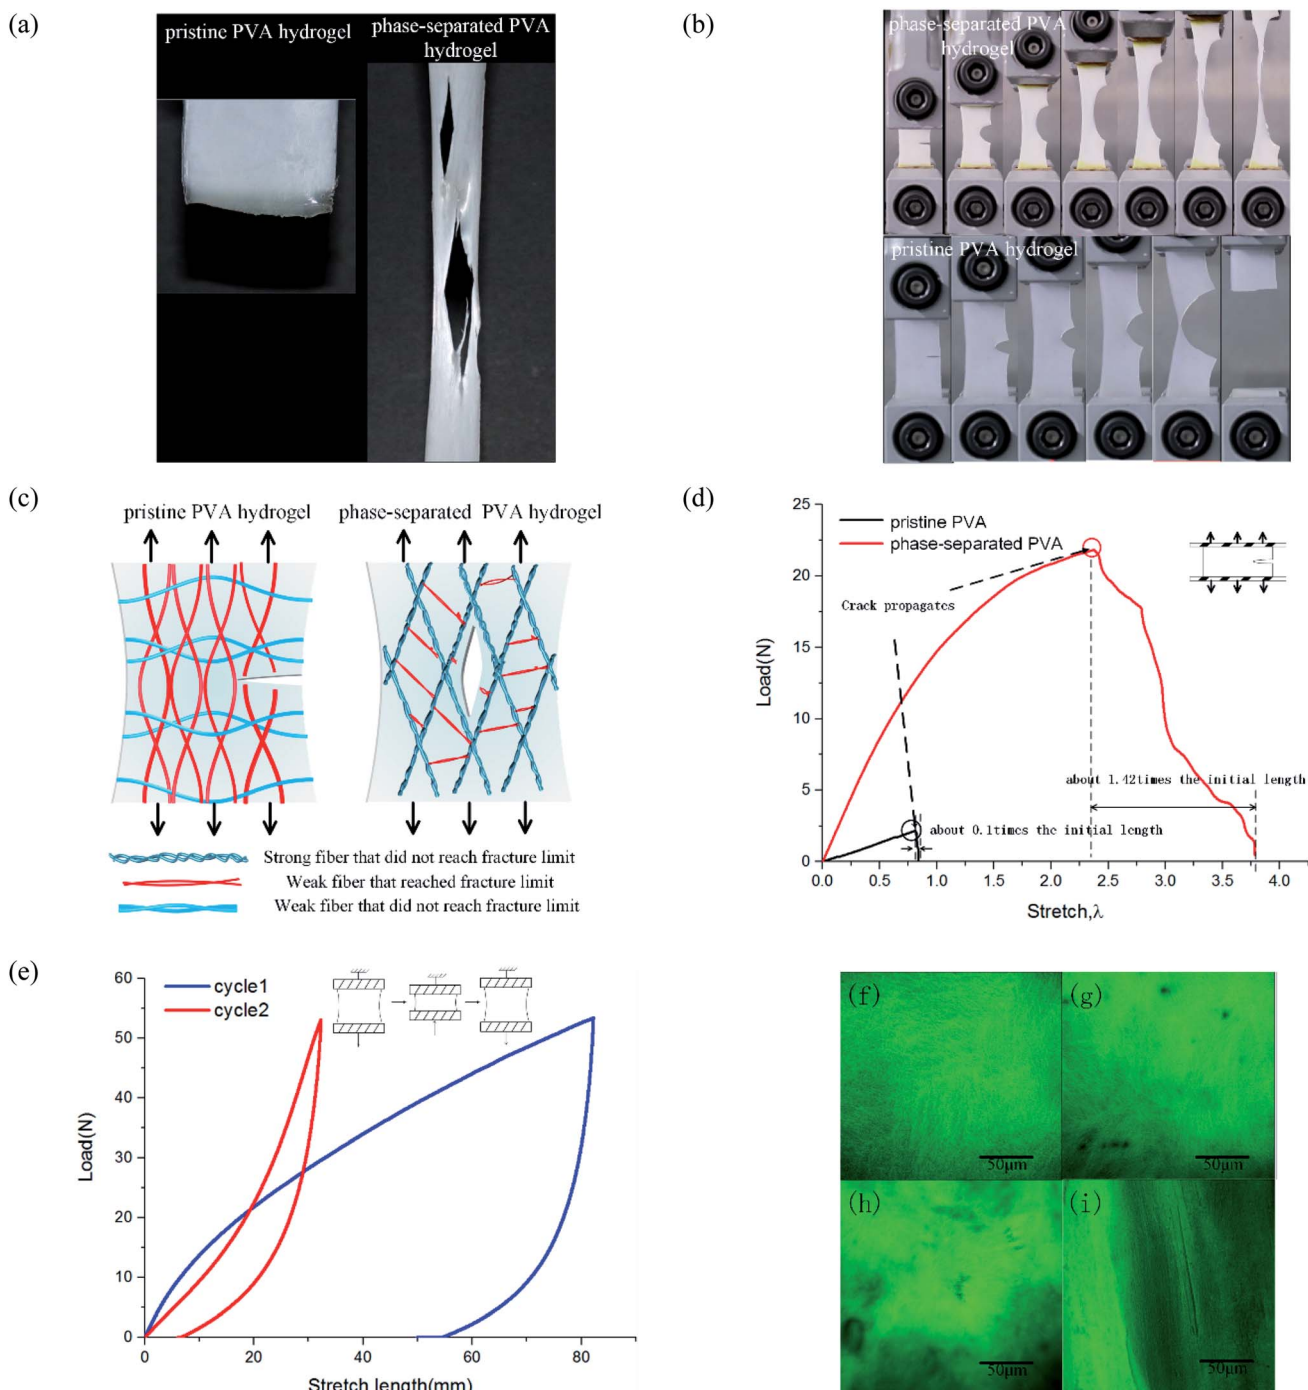 (a)
pristine PVA hydrogel
phase-separated PVA
hydrogel
(b)
phase-separated PVA
hydrogel
pristine PVA hydrogel
(c)
pristine PVA hydrogel
phase-separated PVA hydrogel
Strong fiber that did not reach fracture limit
Weak fiber that reached fracture limit
Weak fiber that did not reach fracture limit
(d)
pristine PVA
phase-separated PVA
Crack propagates
about 1.42times the initial length
about 0.1times the initial length
Load(N)
25
20
15
10
5
0
0.0 0.5 1.0 1.5 2.0 2.5 3.0 3.5 4.0
Stretch,λ
(e)
cycle1
cycle2
Load(N)
60
50
40
30
20
10
0
0 20 40 60 80
Stretch length(mm)
(f)
50μm
(g)
50μm
(h)
50μm
(i)
50μm